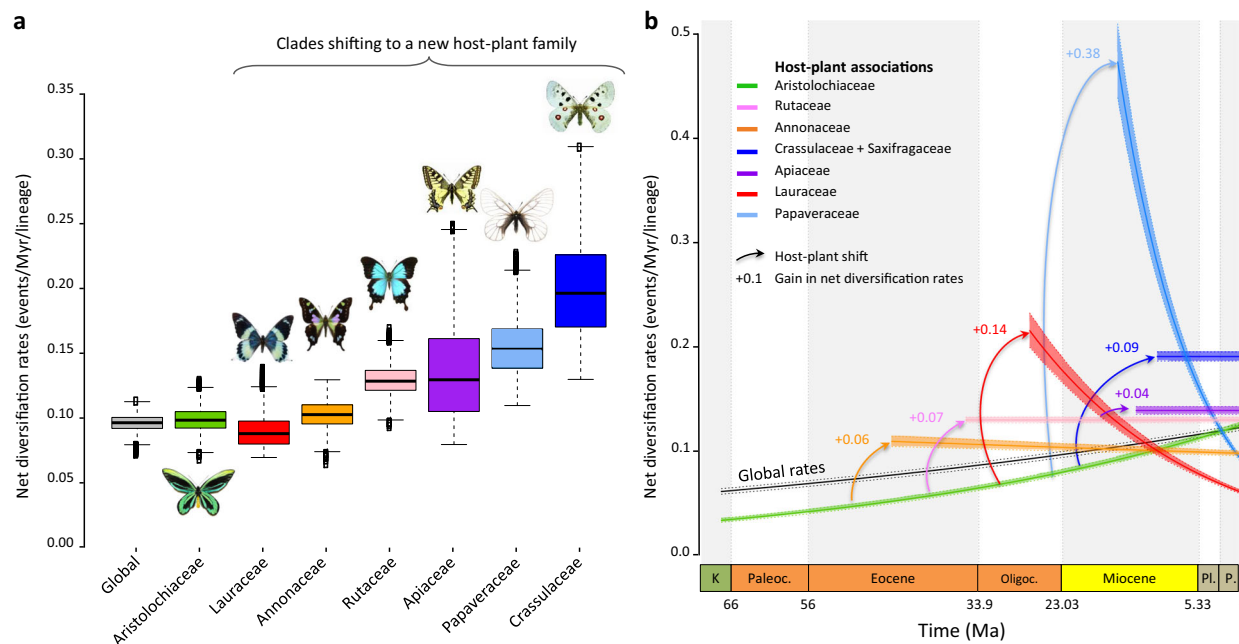 a
Clades shifting to a new host-plant family
Net diversifiation rates (events/Myr/lineage)
0.35
0.30
0.25
0.20
0.15
0.10
0.05
0.00
Global
Aristolochiaceae
Lauraceae
Annonaceae
Rutaceae
Apiaceae
Papaveraceae
Crassulaceae
b
Net diversification rates (events/Myr/lineage)
0.5
0.4
0.3
0.2
0.1
0.0
Host-plant associations
Aristolochiaceae
Rutaceae
Annonaceae
Crassulaceae + Saxifragaceae
Apiaceae
Lauraceae
Papaveraceae
Host-plant shift
+0.1 Gain in net diversification rates
+0.38
+0.14
+0.09
+0.04
+0.07
+0.06
Global rates
K Paleoc. Eocene Oligoc. Miocene Pl. P.
66 56 33.9 23.03 5.33
Time (Ma)